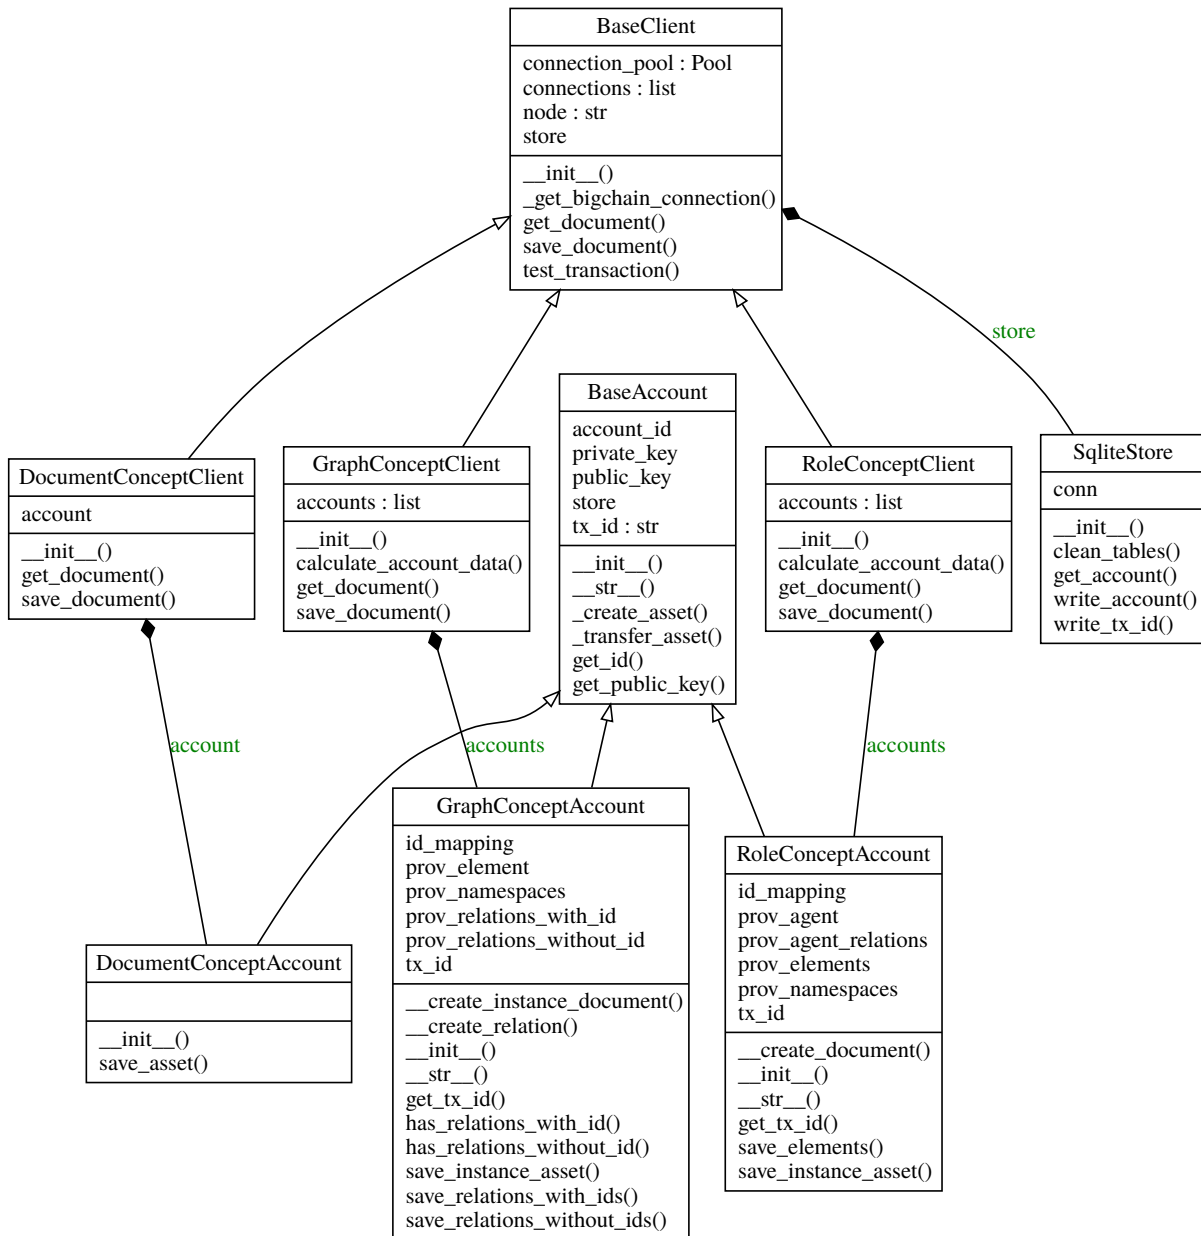 BaseClient
connection_pool : Pool
connections : list
node : str
store
__init__()
_get_bigchain_connection()
get_document()
save_document()
test_transaction()
store
BaseAccount
account_id
private_key
public_key
store
tx_id : str
__init__()
__str__()
_create_asset()
_transfer_asset()
get_id()
get_public_key()
DocumentConceptClient
account
__init__()
get_document()
save_document()
GraphConceptClient
accounts : list
__init__()
calculate_account_data()
get_document()
save_document()
RoleConceptClient
accounts : list
__init__()
calculate_account_data()
get_document()
save_document()
SqliteStore
conn
__init__()
clean_tables()
get_account()
write_account()
write_tx_id()
account
accounts
accounts
DocumentConceptAccount
__init__()
save_asset()
GraphConceptAccount
id_mapping
prov_element
prov_namespaces
prov_relations_with_id
prov_relations_without_id
tx_id
__create_instance_document()
__create_relation()
__init__()
__str__()
get_tx_id()
has_relations_with_id()
has_relations_without_id()
save_instance_asset()
save_relations_with_ids()
save_relations_without_ids()
RoleConceptAccount
id_mapping
prov_agent
prov_agent_relations
prov_elements
prov_namespaces
tx_id
__create_document()
__init__()
__str__()
get_tx_id()
save_elements()
save_instance_asset()